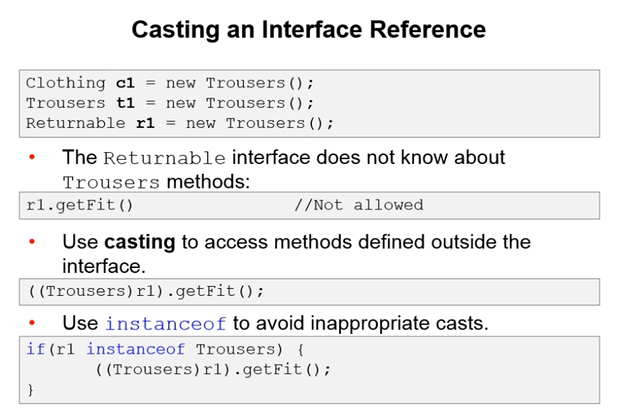 Casting an Interface Reference
Clothing c1 = new Trousers();
Trousers t1 = new Trousers();
Returnable r1 = new Trousers();
• The Returnable interface does not know about
Trousers methods:
r1.getFit() //Not allowed
• Use casting to access methods defined outside the
interface.
((Trousers)r1).getFit();
• Use instanceof to avoid inappropriate casts.
if(r1 instanceof Trousers) {
((Trousers)r1).getFit();
}